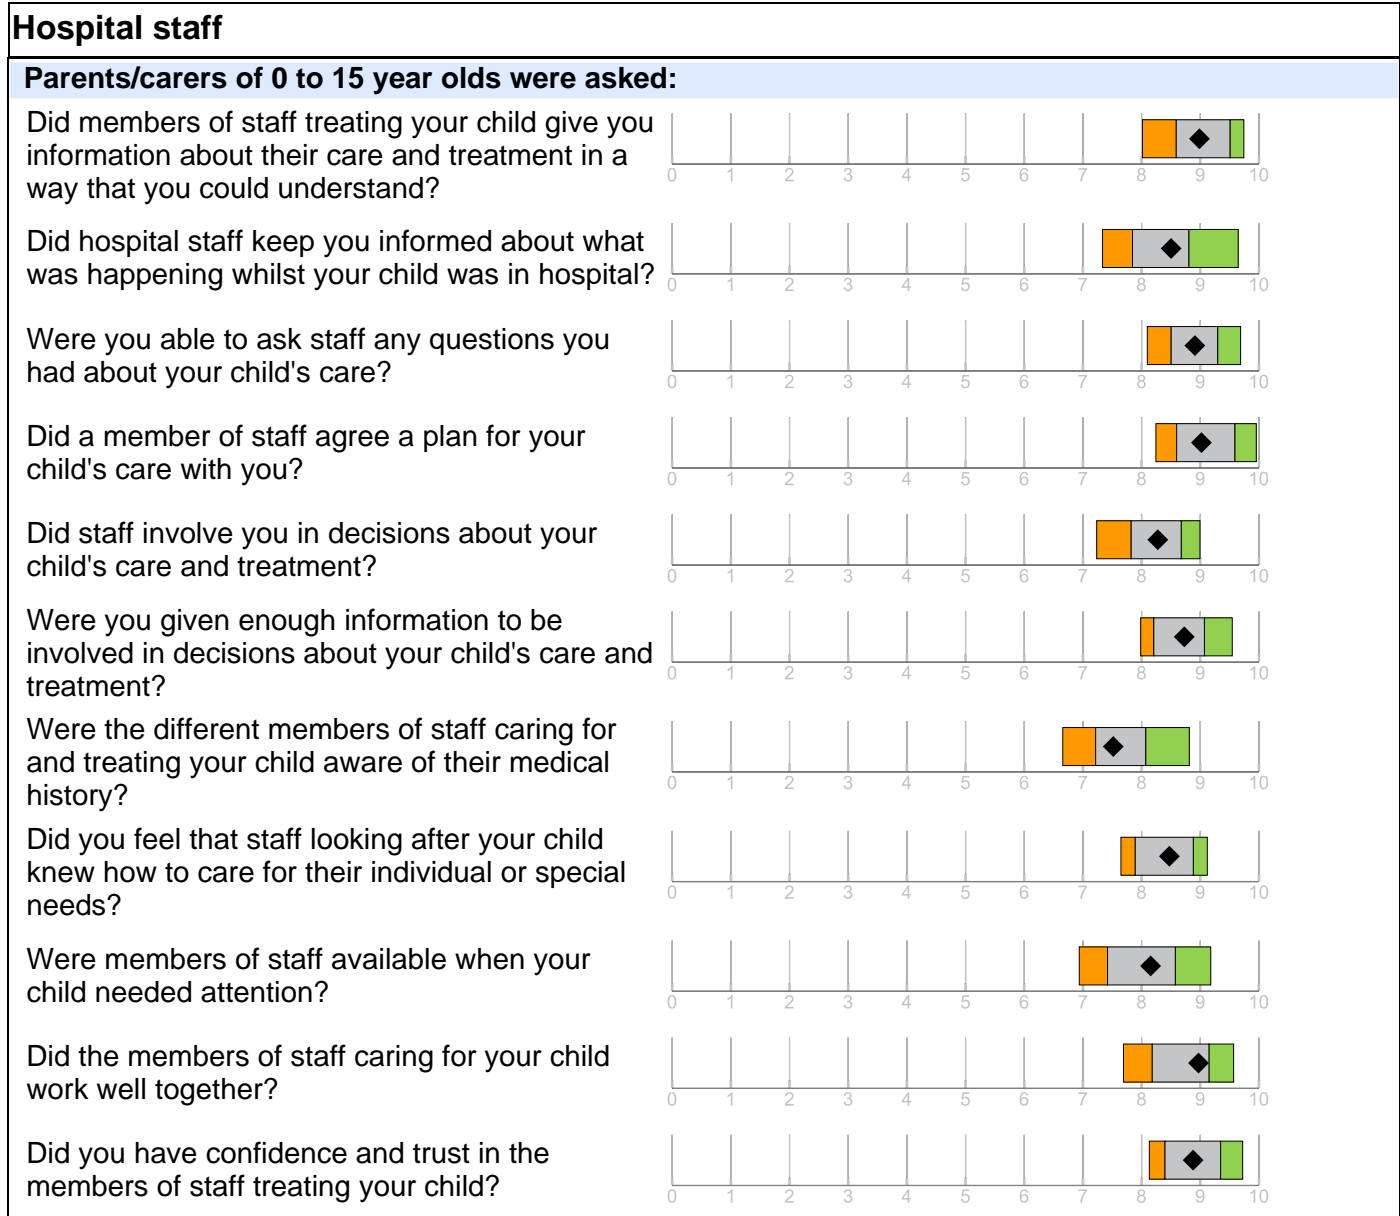 Hospital staff
Parents/carers of 0 to 15 year olds were asked:
Did members of staff treating your child give you
information about their care and treatment in a
way that you could understand?
0 1 2 3 4 5 6 7 8 9 10
Did hospital staff keep you informed about what
was happening whilst your child was in hospital?
0 1 2 3 4 5 6 7 8 9 10
Were you able to ask staff any questions you
had about your child's care?
0 1 2 3 4 5 6 7 8 9 10
Did a member of staff agree a plan for your
child's care with you?
0 1 2 3 4 5 6 7 8 9 10
Did staff involve you in decisions about your
child's care and treatment?
0 1 2 3 4 5 6 7 8 9 10
Were you given enough information to be
involved in decisions about your child's care and
treatment?
0 1 2 3 4 5 6 7 8 9 10
Were the different members of staff caring for
and treating your child aware of their medical
history?
0 1 2 3 4 5 6 7 8 9 10
Did you feel that staff looking after your child
knew how to care for their individual or special
needs?
0 1 2 3 4 5 6 7 8 9 10
Were members of staff available when your
child needed attention?
0 1 2 3 4 5 6 7 8 9 10
Did the members of staff caring for your child
work well together?
0 1 2 3 4 5 6 7 8 9 10
Did you have confidence and trust in the
members of staff treating your child?
0 1 2 3 4 5 6 7 8 9 10